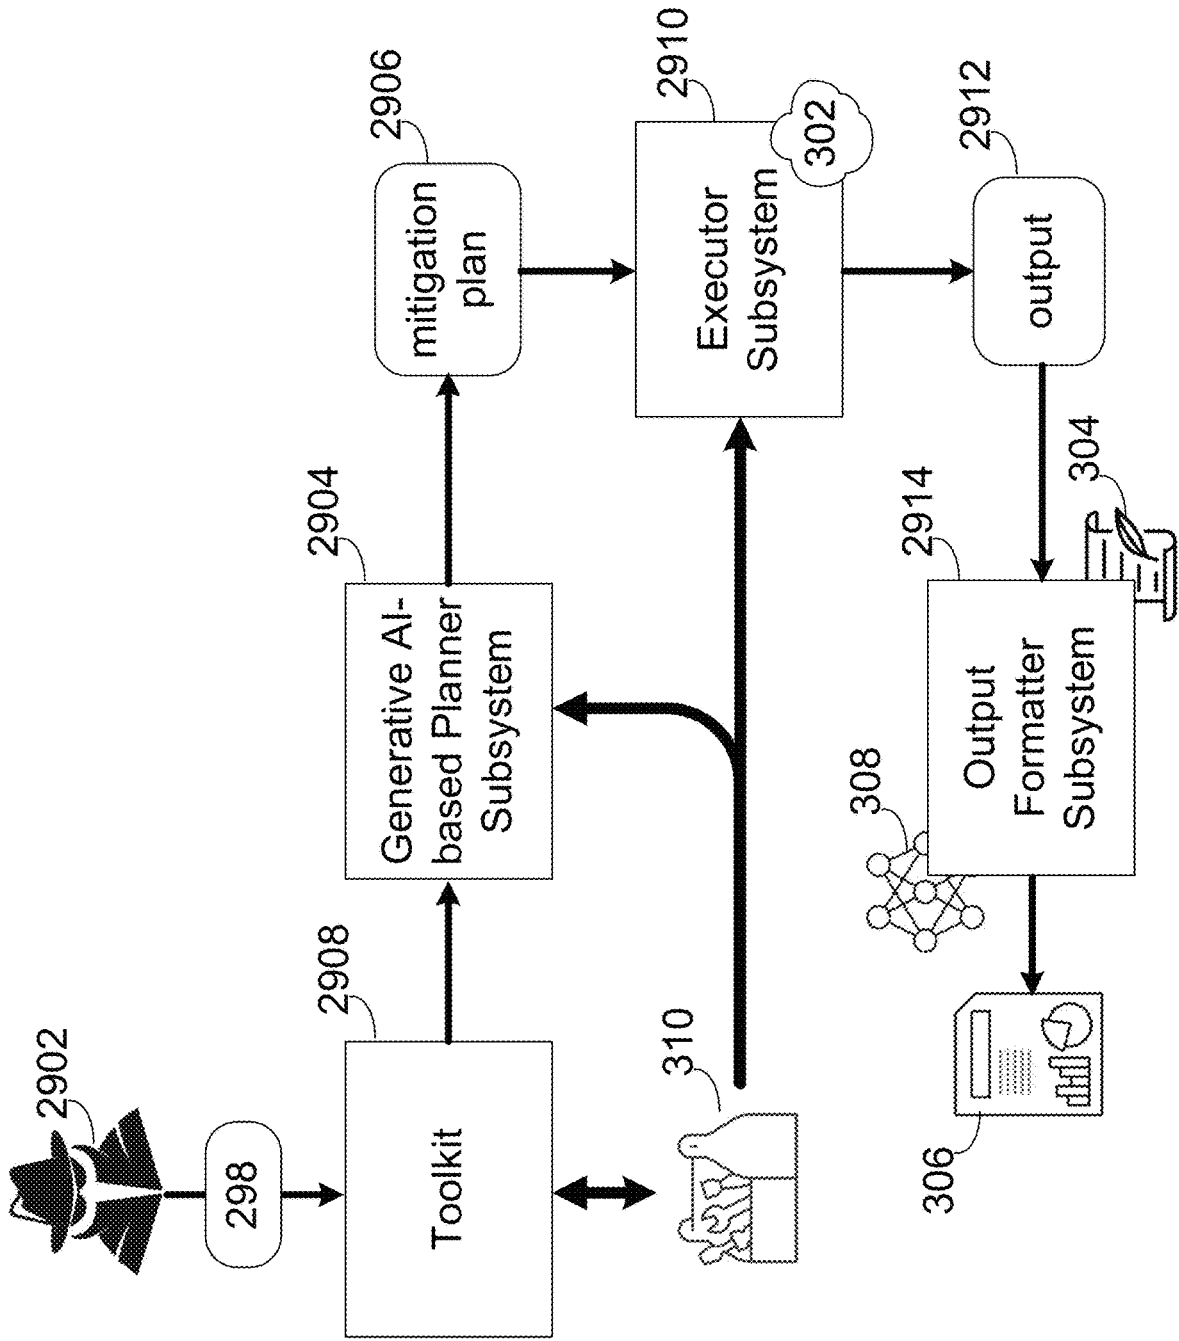 2902
298
2908
Toolkit
310
2904
Generative AI-
based Planner
Subsystem
2906
mitigation
plan
2910
Executor
Subsystem
302
2912
output
2914
Output
Formatter
Subsystem
304
308
306